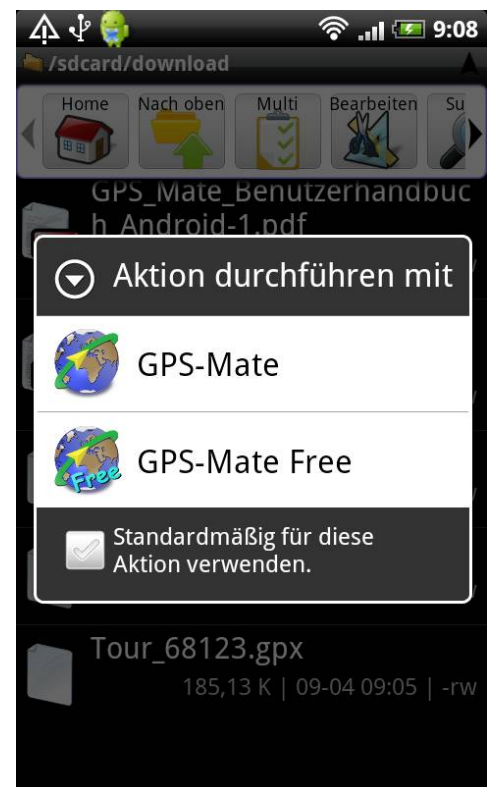 9:08
/sdcard/download
Home Nach oben Multi Bearbeiten Su
GPS_Mate_Benutzerhandbuc
h_Android-1.pdf
Aktion durchführen mit
GPS-Mate
Free
GPS-Mate Free
Standardmäßig für diese
Aktion verwenden.
Tour_68123.gpx
185,13 K | 09-04 09:05 | -rw